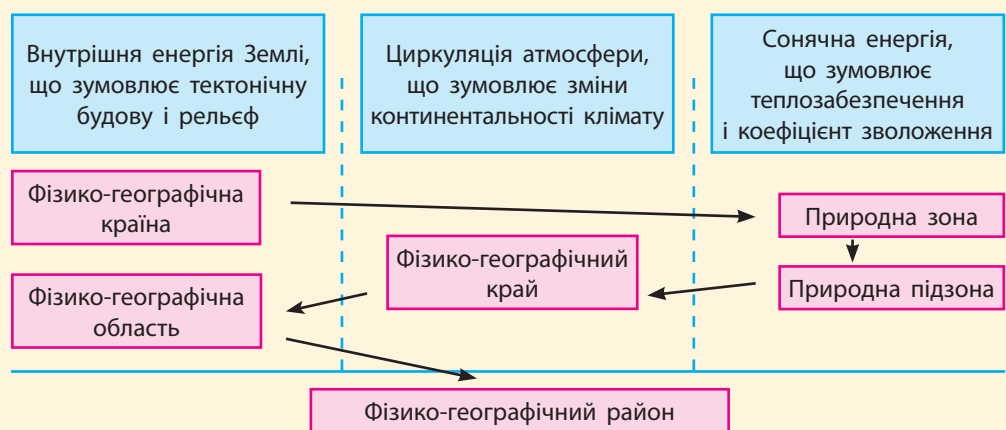 Внутрішня енергія Землі,
що зумовлює тектонічну
будову і рельєф
Циркуляція атмосфери,
що зумовлює зміни
континентальності клімату
Сонячна енергія,
що зумовлює
теплозабезпечення
і коефіцієнт зволоження
Фізико-географічна
країна
Природна зона
Природна підзона
Фізико-географічний
край
Фізико-географічна
область
Фізико-географічний район